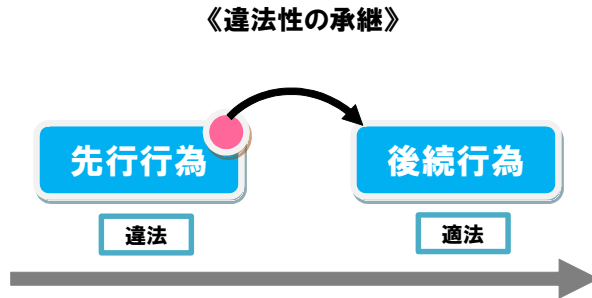 《違法性の承継》
先行行為
後続行為
違法
適法